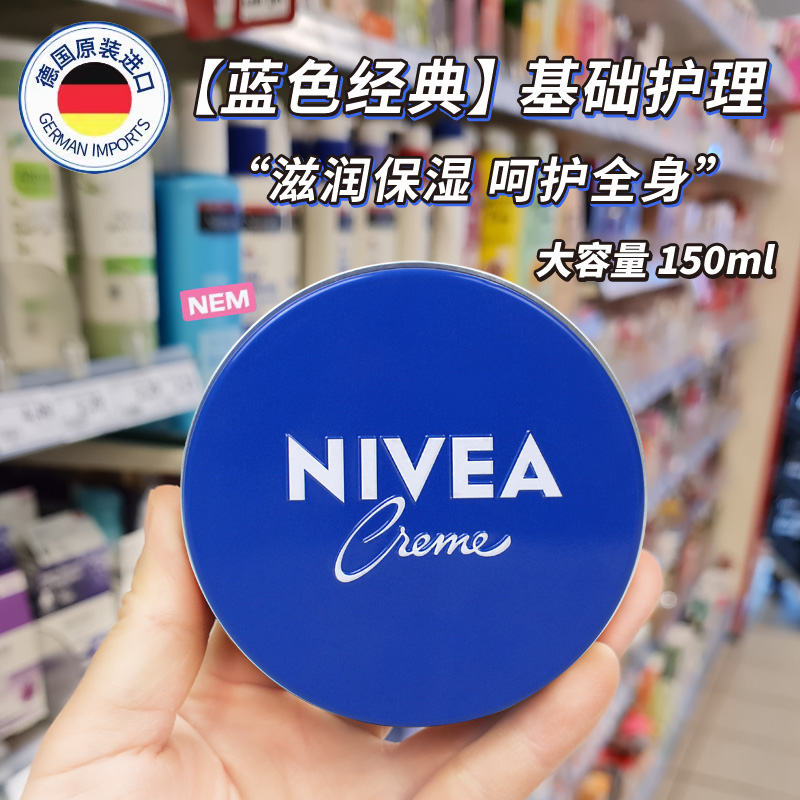 德国原装进口
GERMAN IMPORTS
【蓝色经典】基础护理
“滋润保湿 呵护全身”
大容量 150ml
NEM
NIVEA
Creme